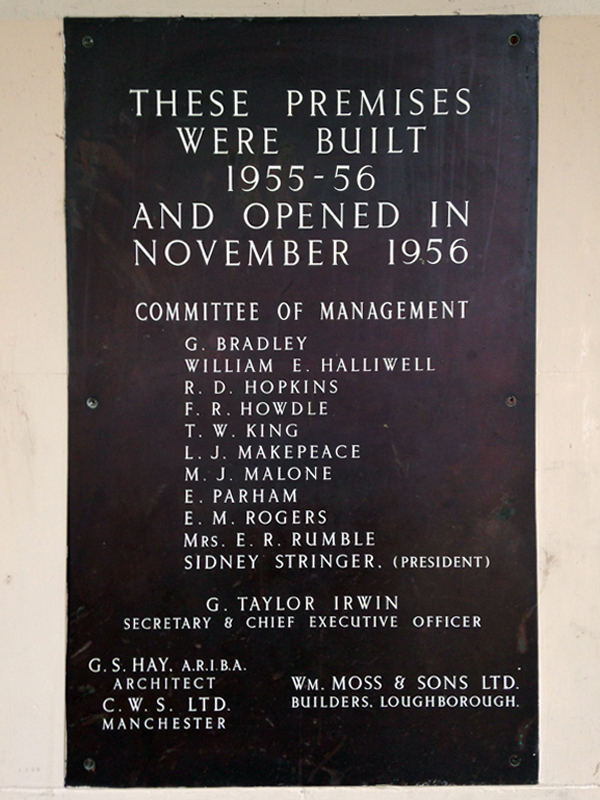 THESE PREMISES
WERE BUILT
1955-56
AND OPENED IN
NOVEMBER 1956
COMMITTEE OF MANAGEMENT
G. BRADLEY
WILLIAM E. HALLIWELL
R. D. HOPKINS
F. R. HOWDLE
T. W. KING
L. J. MAKEPEACE
M. J. MALONE
E. PARHAM
E. M. ROGERS
MRS. E. R. RUMBLE
SIDNEY STRINGER. (PRESIDENT)
G. TAYLOR IRWIN
SECRETARY & CHIEF EXECUTIVE OFFICER
G. S. HAY, A.R.I.B.A.
ARCHITECT
C. W. S. LTD.
MANCHESTER
WM. MOSS & SONS LTD.
BUILDERS, LOUGHBOROUGH.